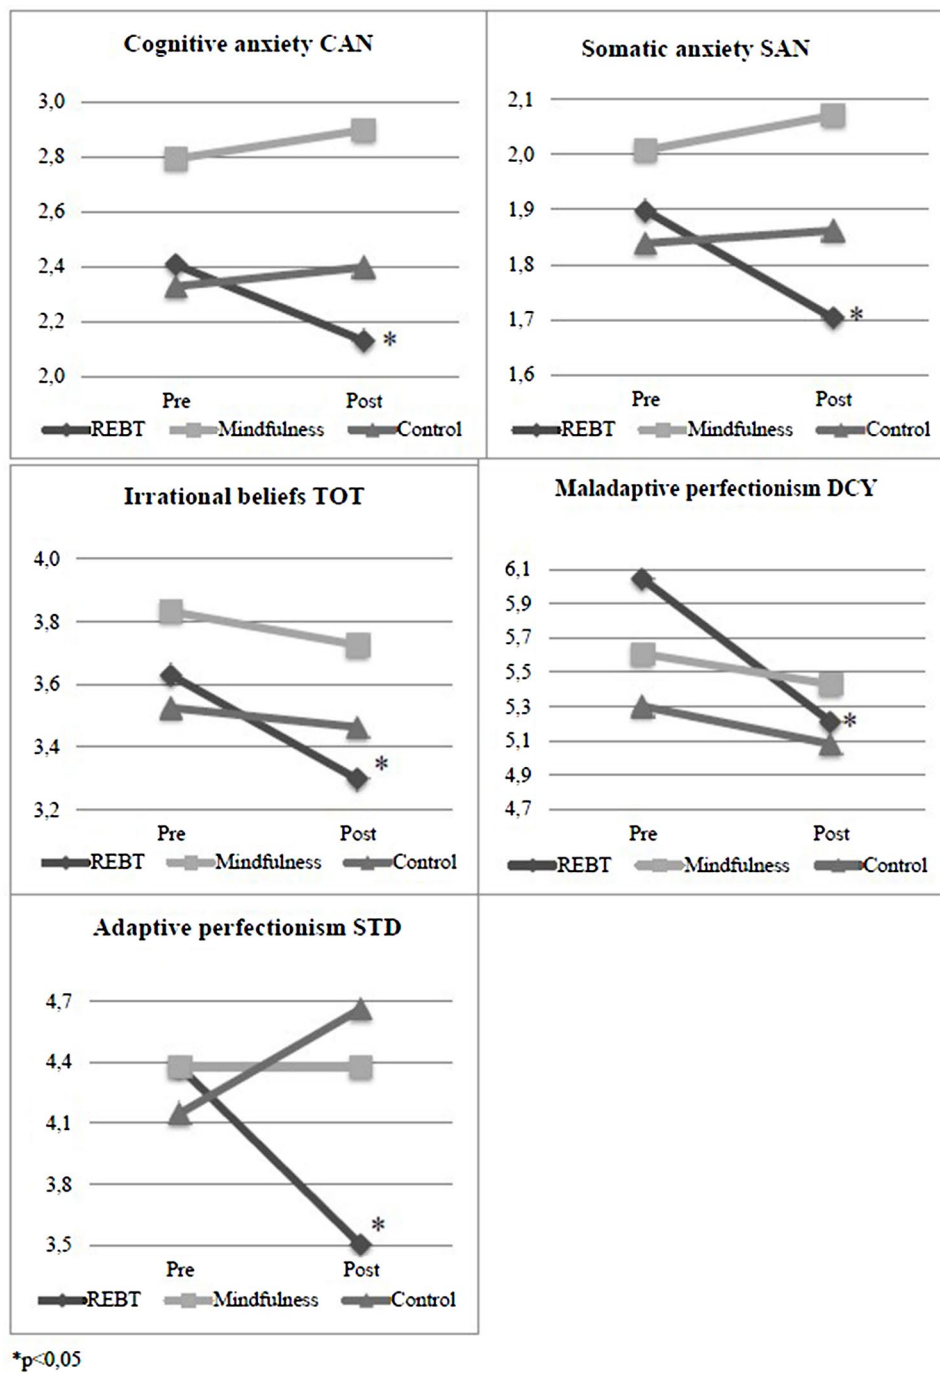 Cognitive anxiety CAN
3,0
2,8
2,6
2,4
2,2
2,0
*
Pre Post
REBT Mindfulness Control
Somatic anxiety SAN
2,1
2,0
1,9
1,8
1,7
1,6
*
Pre Post
REBT Mindfulness Control
Irrational beliefs TOT
4,0
3,8
3,6
3,4
3,2
*
Pre Post
REBT Mindfulness Control
Maladaptive perfectionism DCY
6,1
5,9
5,7
5,5
5,3
5,1
4,9
4,7
*
Pre Post
REBT Mindfulness Control
Adaptive perfectionism STD
4,7
4,4
4,1
3,8
3,5
*
Pre Post
REBT Mindfulness Control
*p<0,05